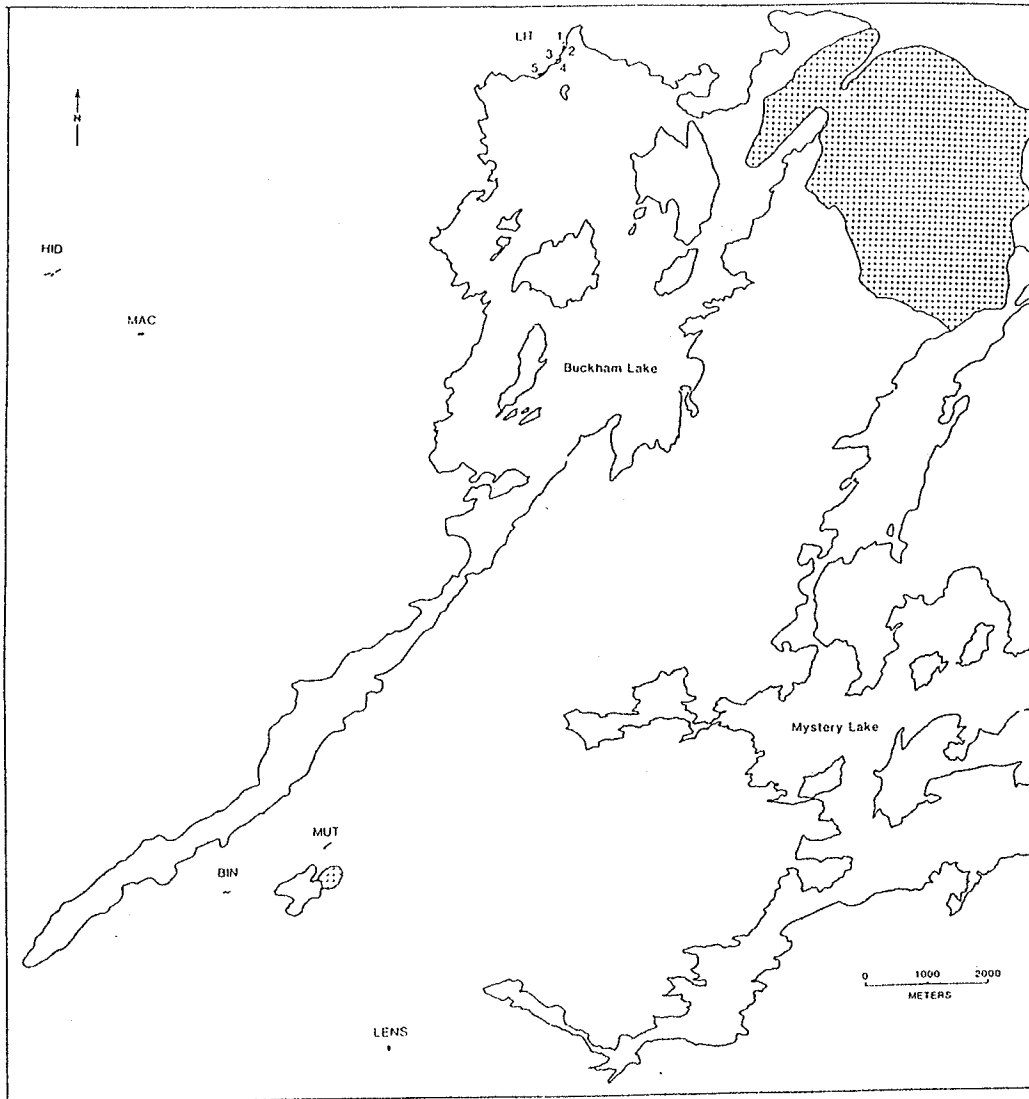 LIT
1
2
3
4
5
N
HID
MAC
Buckham Lake
Mystery Lake
MUT
BIN
0 1000 2000
METERS
LENS